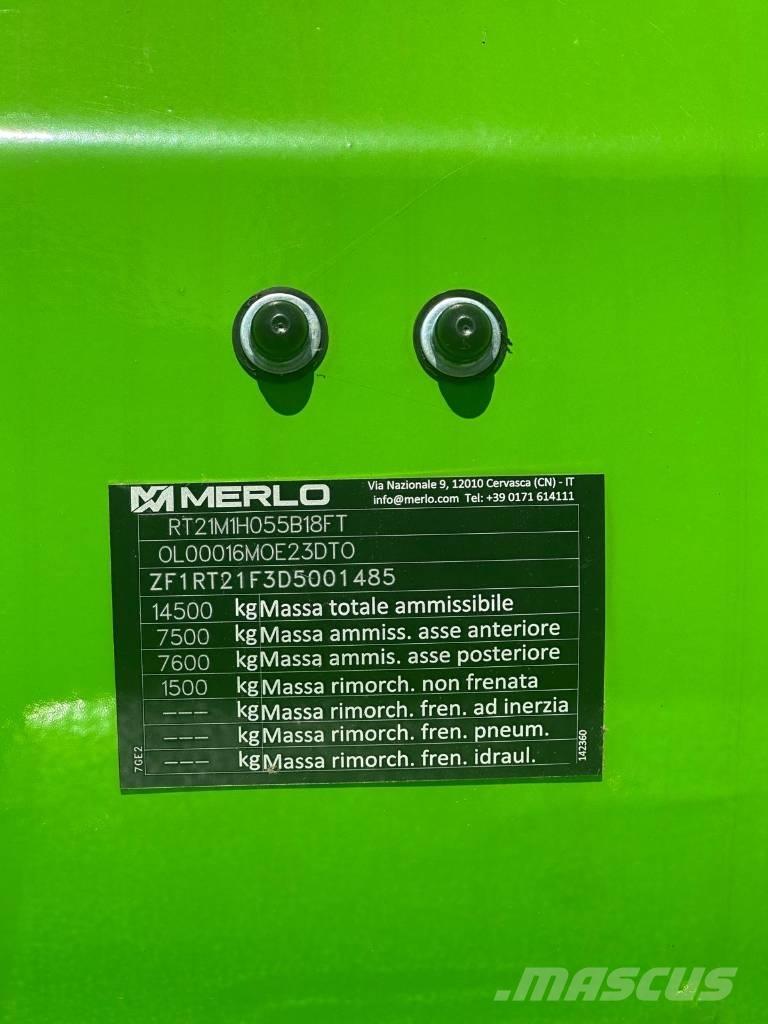 MERLO
Via Nazionale 9, 12010 Cervasca (CN) - IT
info@merlo.com Tel: +39 0171 614111
RT21M1H055B18FT
OL00016MOE23DTO
ZF1RT21F3D5001485
14500 kg Massa totale ammissibile
7500 kg Massa ammiss. asse anteriore
7600 kg Massa ammis. asse posteriore
1500 kg Massa rimorch. non frenata
--- kg Massa rimorch. fren. ad inerzia
--- kg Massa rimorch. fren. pneum.
--- kg Massa rimorch. fren. idraul.
7GE2
142360
MASCUS